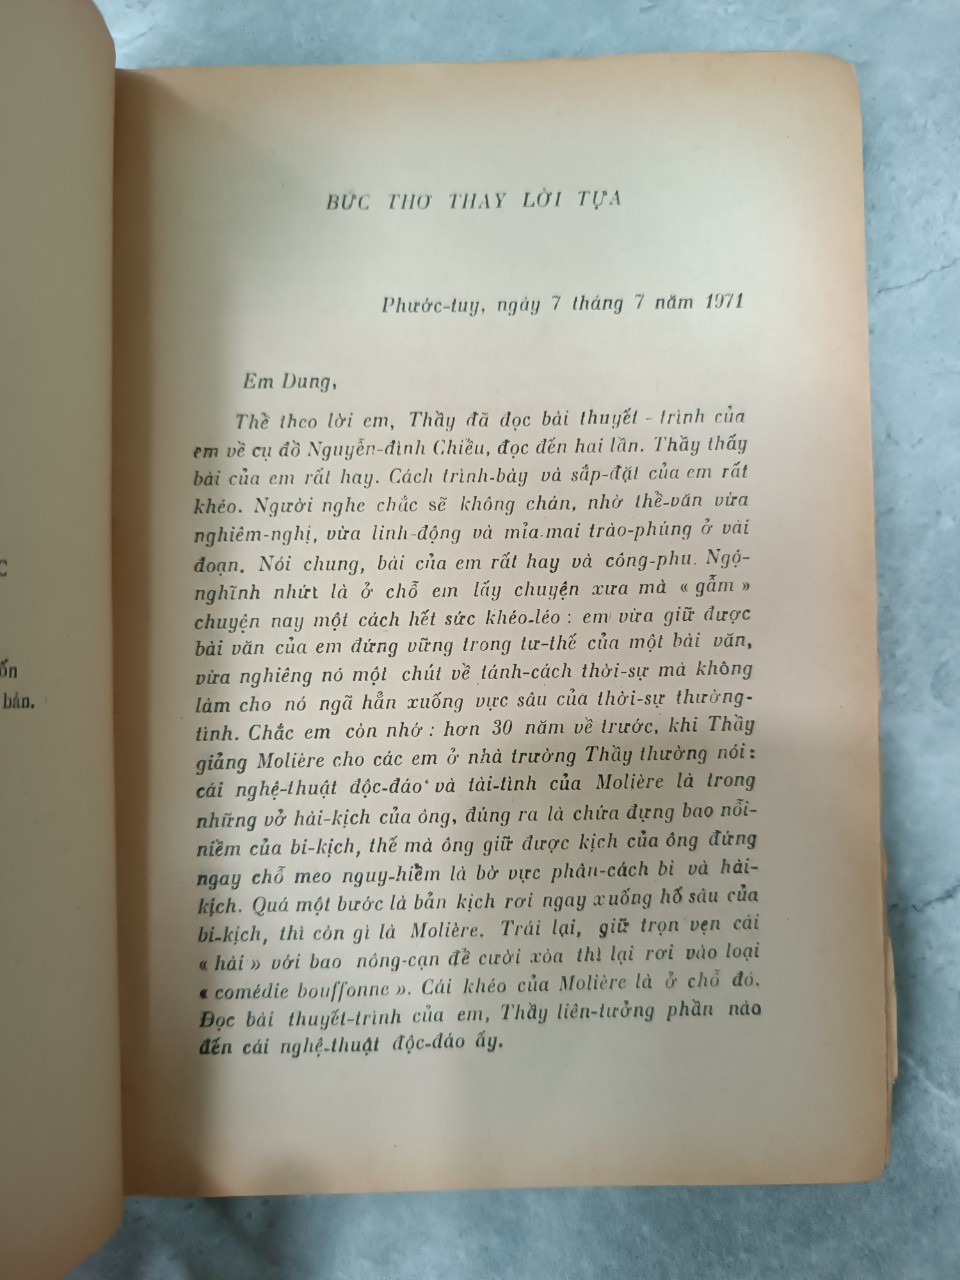 C
ốn
bán.
BỨC THƠ THAY LỜI TỰA
Phước-tuy, ngày 7 tháng 7 năm 1971
Em Dung,
Thể theo lời em, Thầy đã đọc bài thuyết-trình của
em về cụ đồ Nguyễn-đình Chiểu, đọc đến hai lần. Thầy thấy
bài của em rất hay. Cách trình-bày và sắp-đặt của em rất
khéo. Người nghe chắc sẽ không chán, nhờ thể-văn vừa
nghiêm-nghị, vừa linh-động và mỉa-mai trào-phúng ở vài
đoạn. Nói chung, bài của em rất hay và công-phu. Ngộ-
nghĩnh nhứt là ở chỗ em lấy chuyện xưa mà « gẫm »
chuyện nay một cách hết sức khéo-léo : em vừa giữ được
bài văn của em đứng vững trong tư-thế của một bài văn,
vừa nghiêng nó một chút về tánh-cách thời-sự mà không
làm cho nó ngã hẳn xuống vực sâu của thời-sự thường-
tình. Chắc em còn nhớ : hơn 30 năm về trước, khi Thầy
giảng Molière cho các em ở nhà trường Thầy thường nói :
cái nghệ-thuật độc-đáo và tài-tình của Molière là trong
những vở hài-kịch của ông, đúng ra là chứa đựng bao nỗi-
niềm của bi-kịch, thế mà ông giữ được kịch của ông đứng
ngay chỗ meo nguy-hiểm là bờ vực phân-cách bi và hài-
kịch. Quá một bước là bản kịch rơi ngay xuống hố sâu của
bi-kịch, thì còn gì là Molière. Trái lại, giữ trọn vẹn cái
« hài » với bao nông-cạn để cười xòa thì lại rơi vào loại
« comédie bouffonne ». Cái khéo của Molière là ở chỗ đó.
Đọc bài thuyết-trình của em, Thầy liên-tưởng phần nào
đến cái nghệ-thuật độc-đáo ấy.